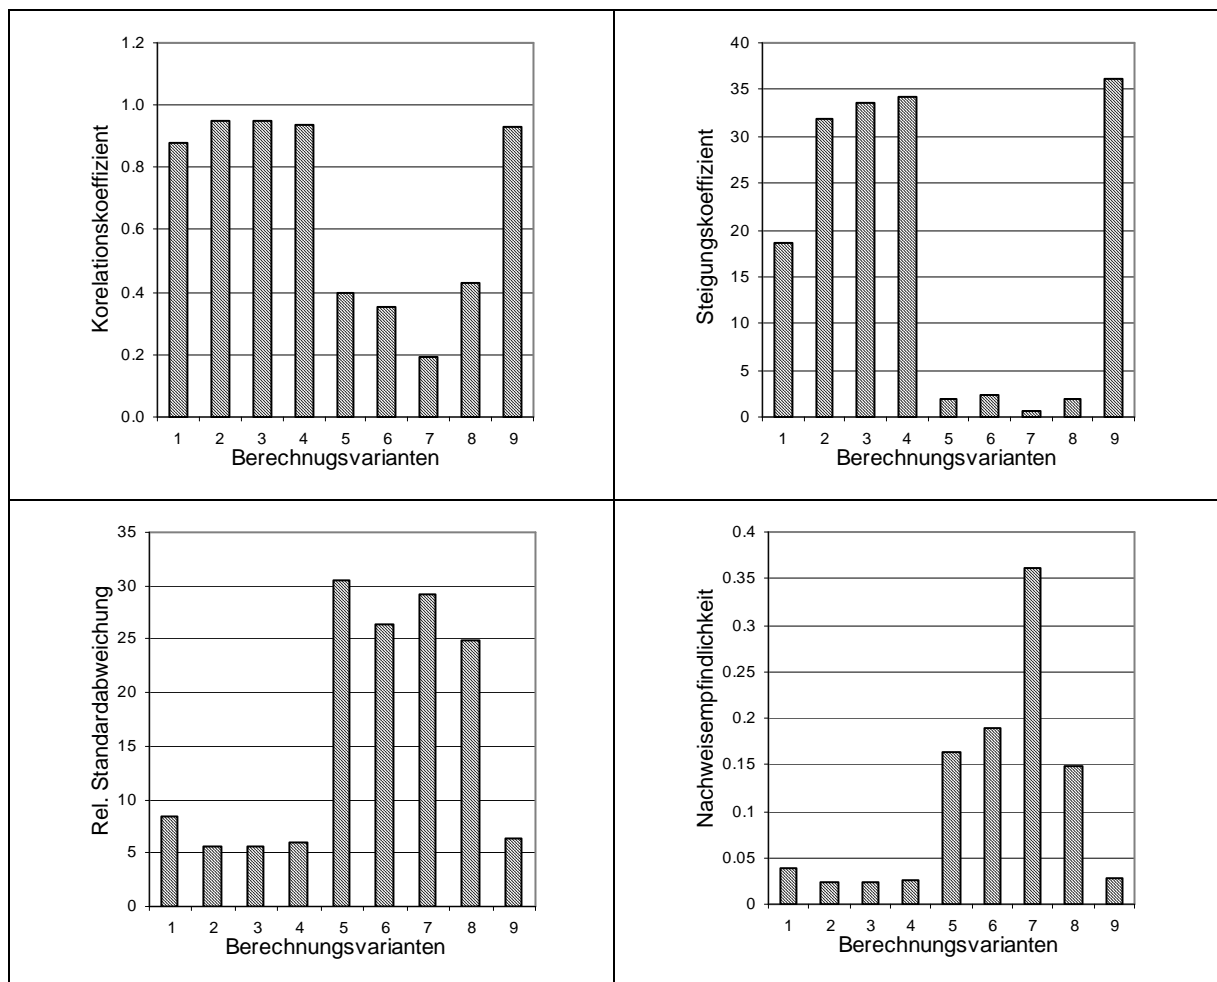 Korelationskoeffizient
1.2
1.0
0.8
0.6
0.4
0.2
0.0
1 2 3 4 5 6 7 8 9
Berechnugsvarianten
Steigungskoeffizient
40
35
30
25
20
15
10
5
0
1 2 3 4 5 6 7 8 9
Berechnungsvarianten
Rel. Standardabweichung
35
30
25
20
15
10
5
0
1 2 3 4 5 6 7 8 9
Berechnungsvarianten
Nachweisempfindlichkeit
0.4
0.35
0.3
0.25
0.2
0.15
0.1
0.05
0
1 2 3 4 5 6 7 8 9
Berechnungsvarianten